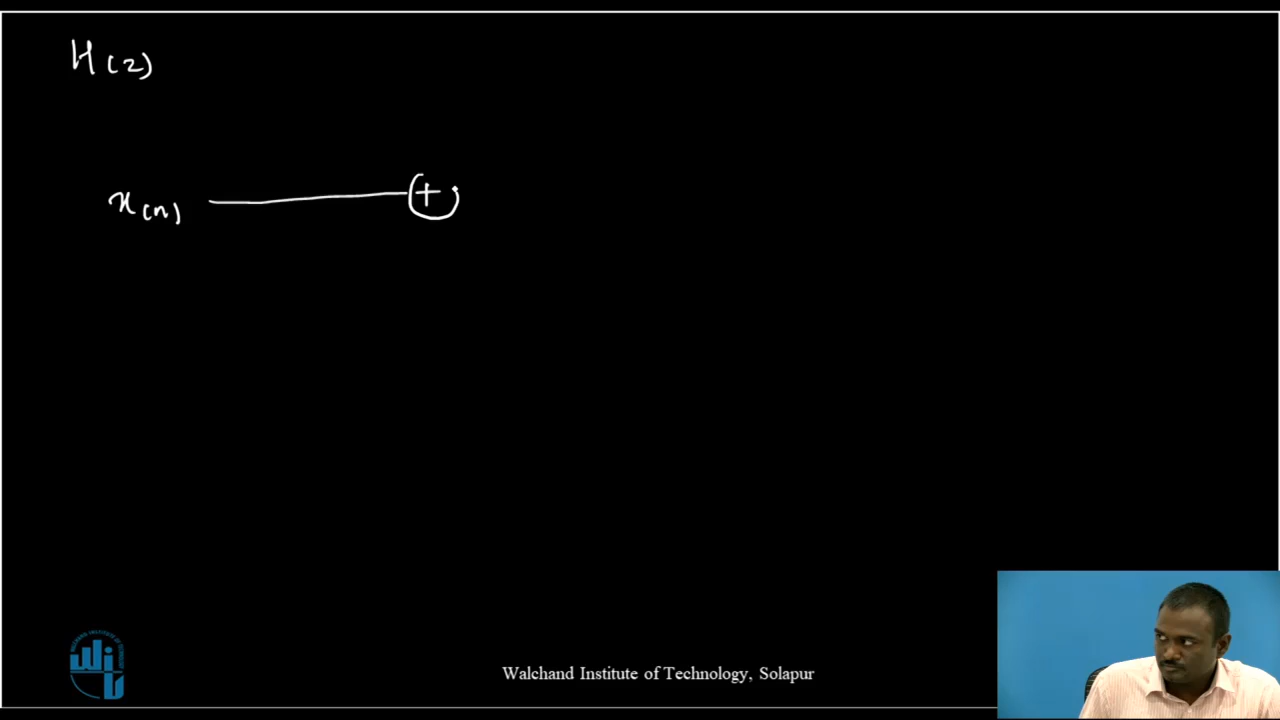 H(z)
x(n)
+
Walchand Institute of Technology, Solapur